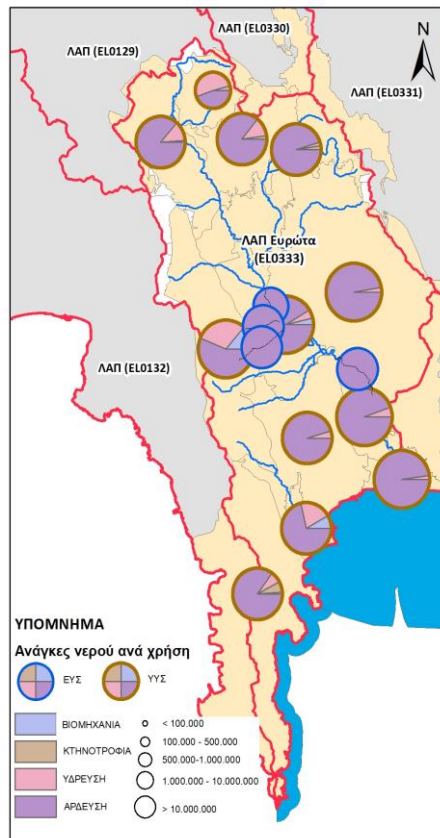 ΛΑΠ (EL0330)
N
ΛΑΠ (EL0129)
ΛΑΠ (EL0331)
ΛΑΠ Ευρώτα
(EL0333)
ΛΑΠ (EL0132)
ΥΠΟΜΝΗΜΑ
Ανάγκες νερού ανά χρήση
ΕΥΣ
ΥΥΣ
ΒΙΟΜΗΧΑΝΙΑ
ΚΤΗΝΟΤΡΟΦΙΑ
ΥΔΡΕΥΣΗ
ΑΡΔΕΥΣΗ
< 100.000
100.000 - 500.000
500.000-1.000.000
1.000.000 - 10.000.000
> 10.000.000